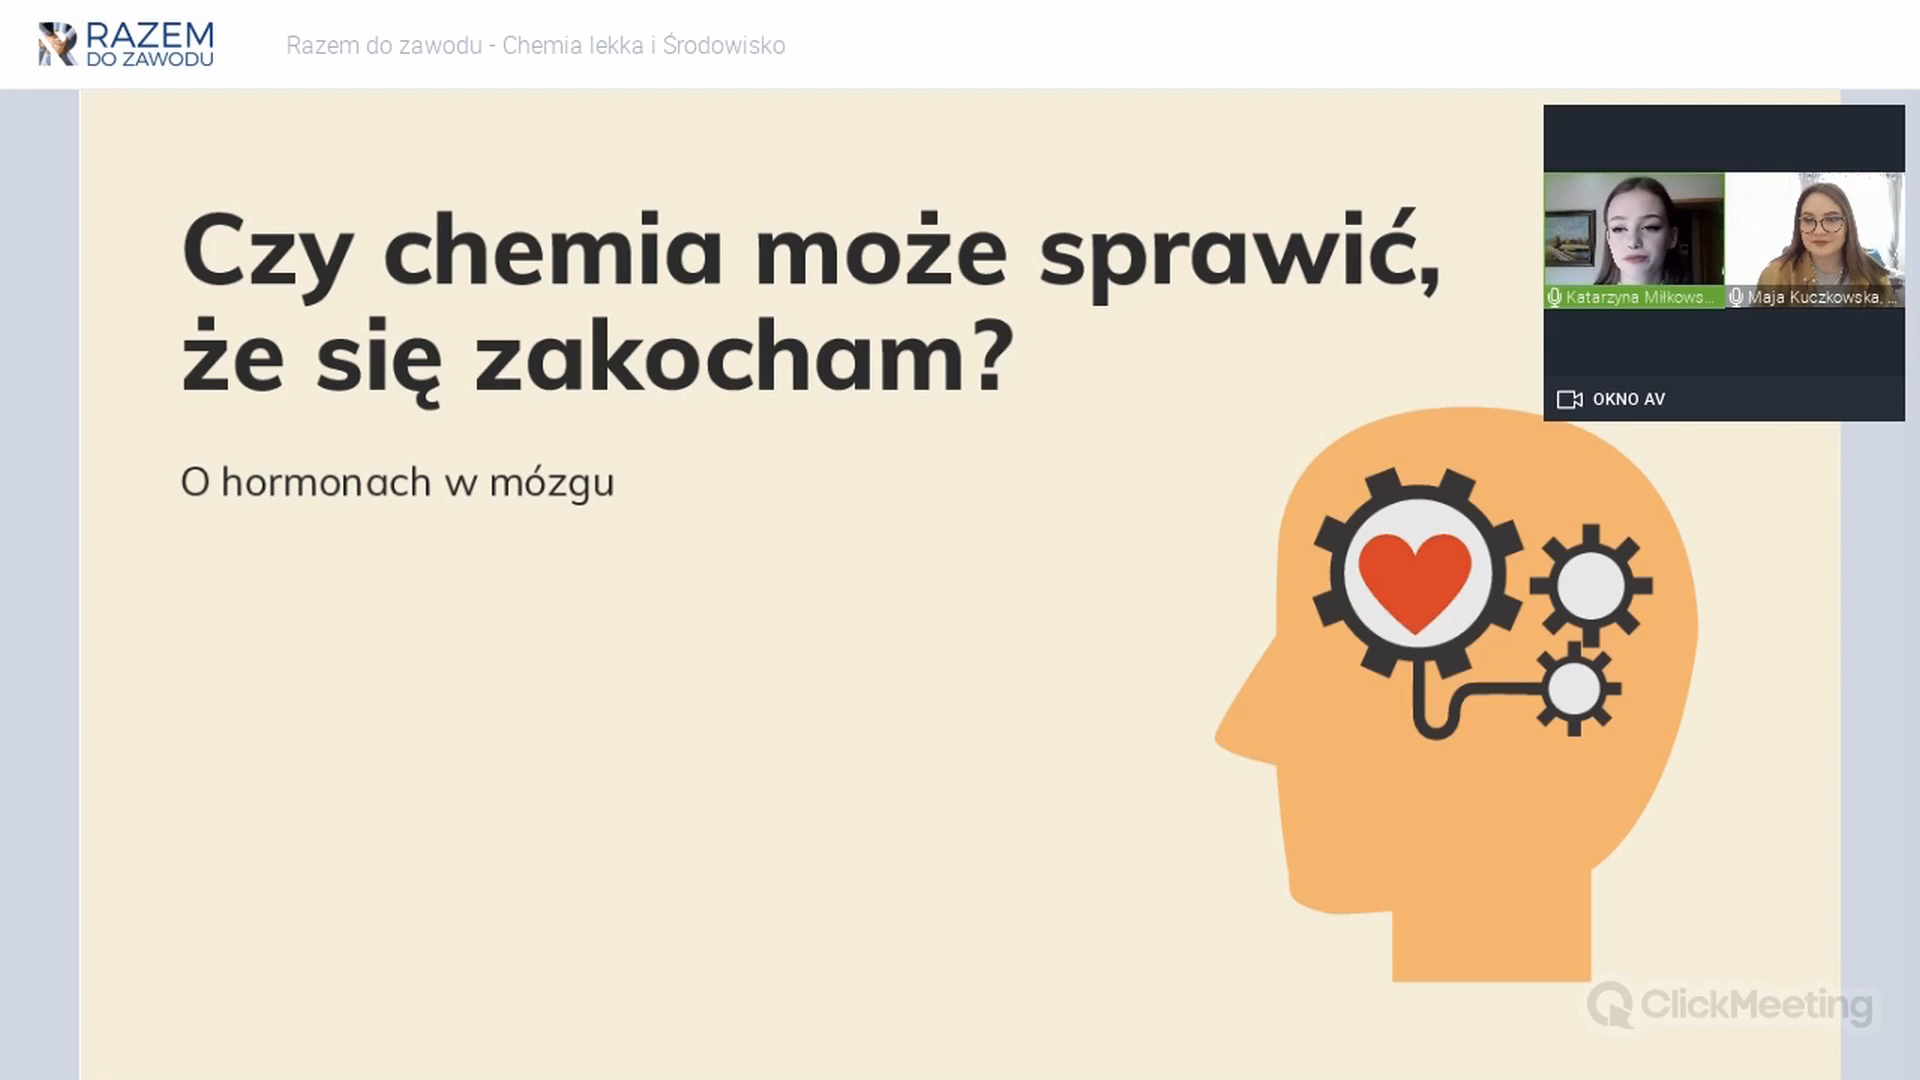 RAZEM
DO ZAWODU
Razem do zawodu - Chemia lekka i Środowisko
Czy chemia może sprawić,
że się zakocham?
O hormonach w mózgu
Katarzyna Miłkows...
Maja Kuczkowska, ...
OKNO AV
ClickMeeting